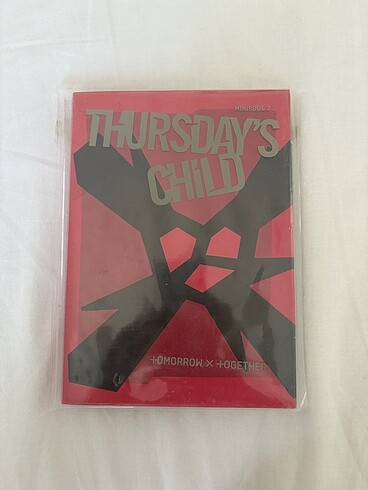 MINISODE 2
THURSDAY'S
CHiLD
TOMORROW X TOGETHER